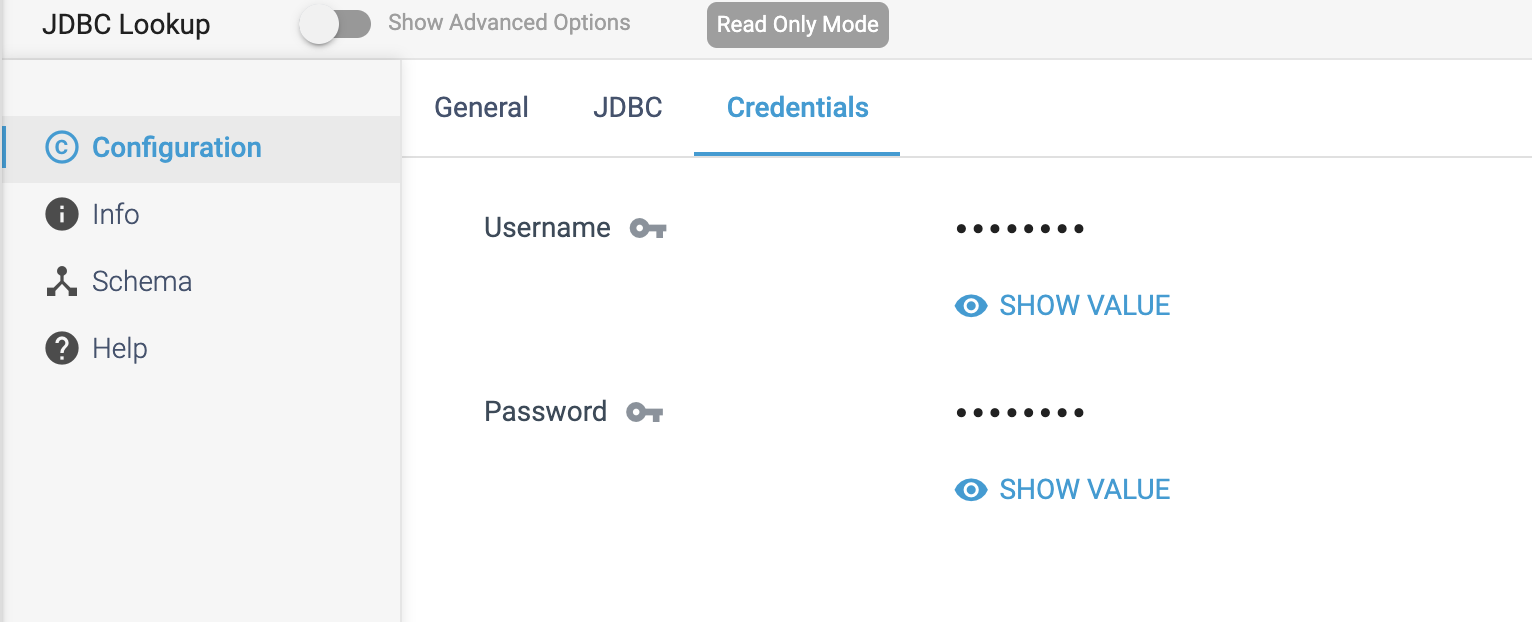 JDBC Lookup
Show Advanced Options
Read Only Mode
Configuration
Info
Schema
Help
General
JDBC
Credentials
Username
••••••••
SHOW VALUE
Password
••••••••
SHOW VALUE